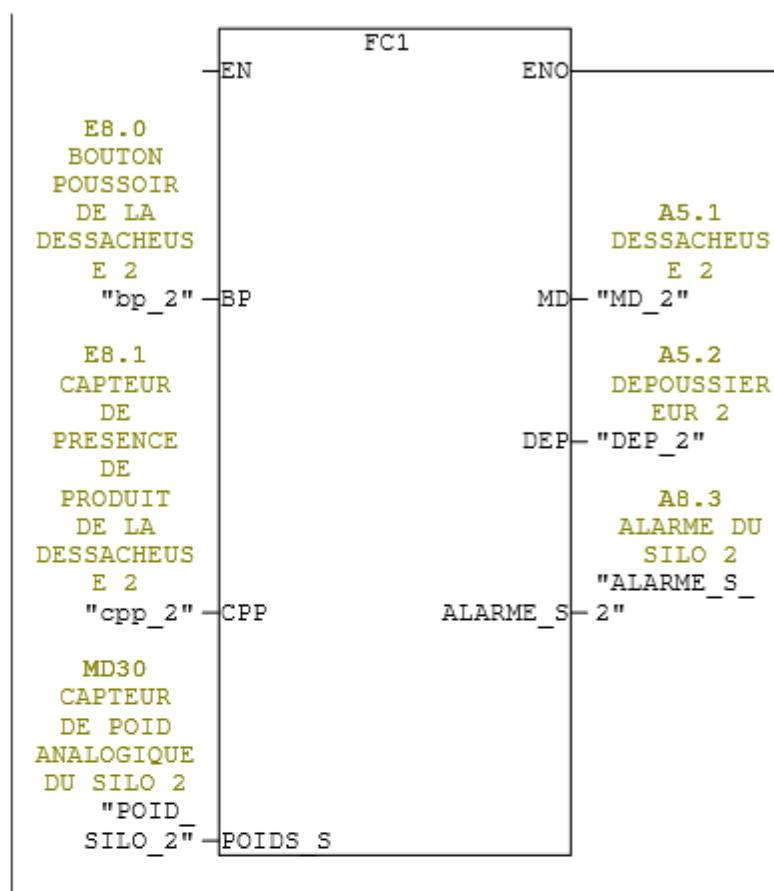 FC1
EN
ENO
E8.0
BOUTON
POUSSOIR
DE LA
DESSACHEUS
E 2
"bp_2"
BP
A5.1
DESSACHEUS
E 2
MD
"MD_2"
E8.1
CAPTEUR
DE
PRESENCE
DE
PRODUIT
DE LA
DESSACHEUS
E 2
"cpp_2"
CPP
A5.2
DEPOUSSIER
EUR 2
DEP
"DEP_2"
A8.3
ALARME DU
SILO 2
"ALARME_S_
ALARME_S
2"
MD30
CAPTEUR
DE POID
ANALOGIQUE
DU SILO 2
"POID_
SILO_2"
POIDS_S